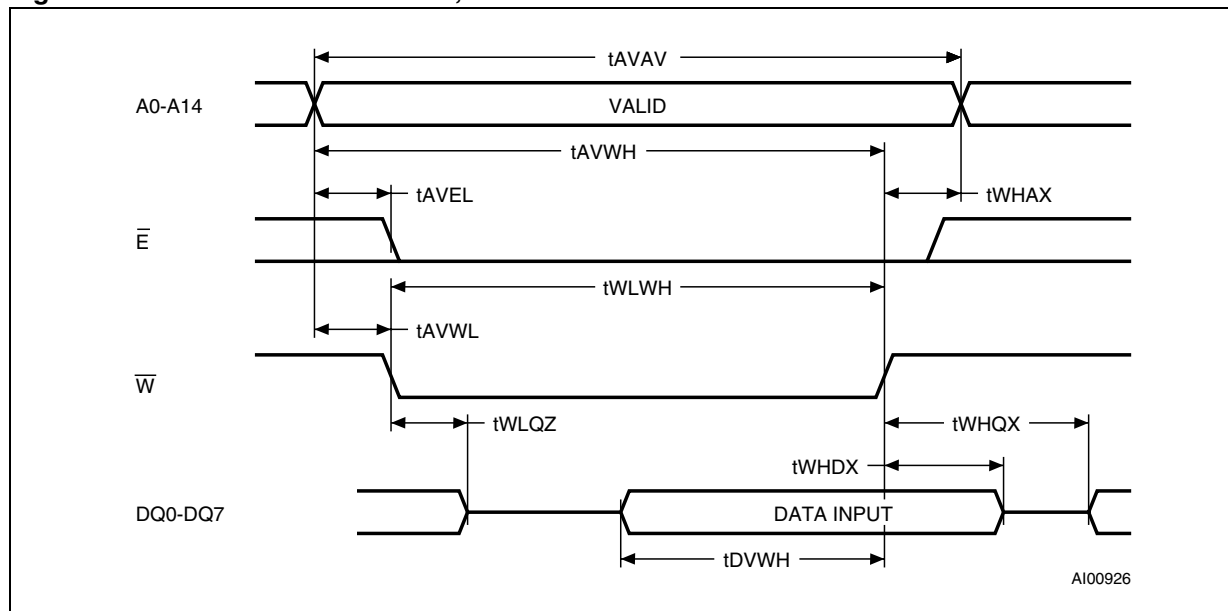 tAVAV
A0-A14 VALID
tAVWH
tAVEL tWHAX
E
tWLWH
tAVWL
W
tWLQZ tWHQX
tWHDX
DQ0-DQ7 DATA INPUT
tDVWH
AI00926